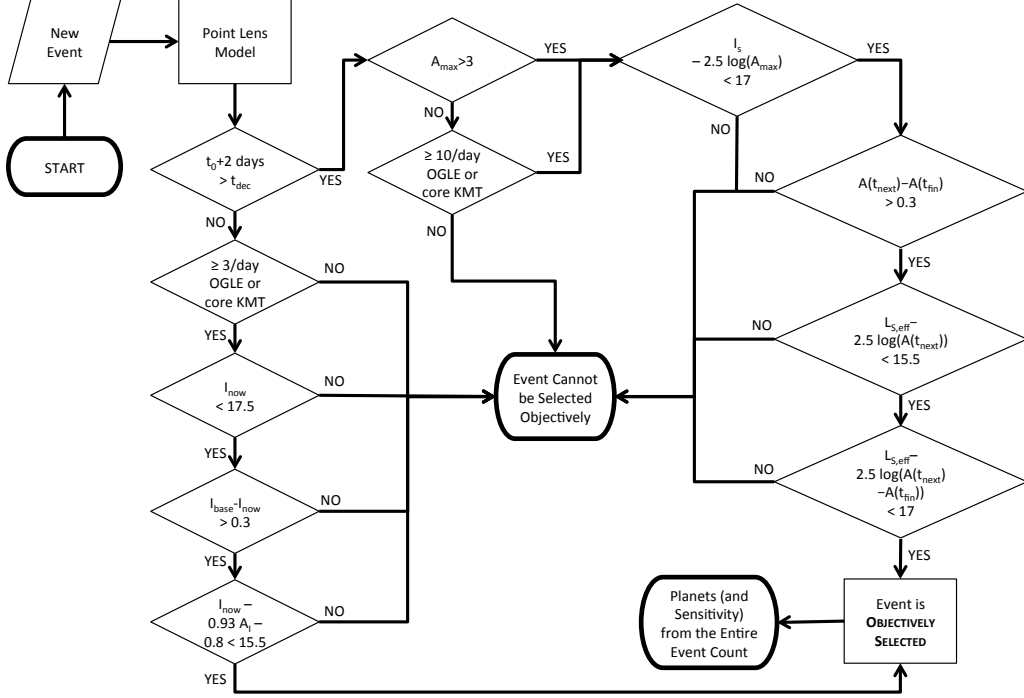 New
Event
Point Lens
Model
START
t₀+2 days
> t_dec
YES
NO
≥ 3/day
OGLE or
core KMT
NO
YES
I_now
< 17.5
NO
YES
I_base-I_now
> 0.3
NO
YES
I_now –
0.93 A_I –
0.8 < 15.5
NO
YES
A_max>3
YES
NO
≥ 10/day
OGLE or
core KMT
YES
NO
Event Cannot
be Selected
Objectively
I_s
– 2.5 log(A_max)
< 17
YES
NO
A(t_next)–A(t_fin)
> 0.3
NO
YES
L_S,eff–
2.5 log(A(t_next))
< 15.5
NO
YES
L_S,eff–
2.5 log(A(t_next)
–A(t_fin))
< 17
NO
YES
Event is
OBJECTIVELY
SELECTED
Planets (and
Sensitivity)
from the Entire
Event Count